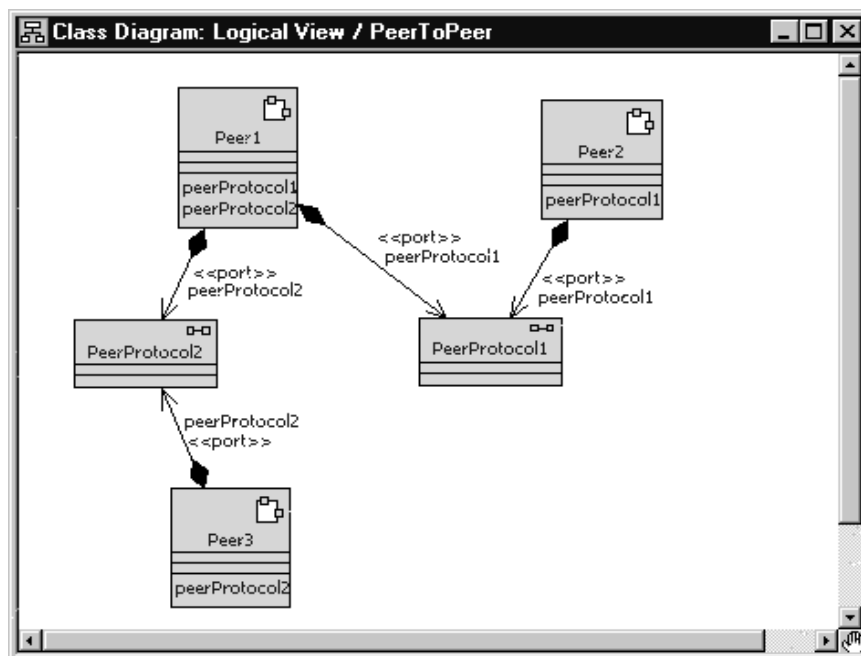 Class Diagram: Logical View / PeerToPeer
Peer1
peerProtocol1
peerProtocol2
Peer2
peerProtocol1
<<port>>
peerProtocol1
<<port>>
peerProtocol2
<<port>>
peerProtocol1
PeerProtocol2
PeerProtocol1
peerProtocol2
<<port>>
Peer3
peerProtocol2